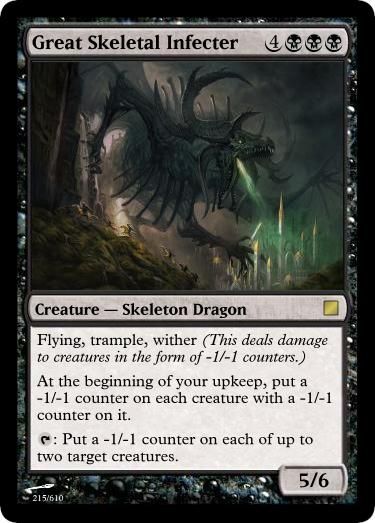 Great Skeletal Infecter 4
Creature — Skeleton Dragon
Flying, trample, wither (This deals damage
to creatures in the form of -1/-1 counters.)
At the beginning of your upkeep, put a
-1/-1 counter on each creature with a -1/-1
counter on it.
: Put a -1/-1 counter on each of up to
two target creatures.
5/6
215/610